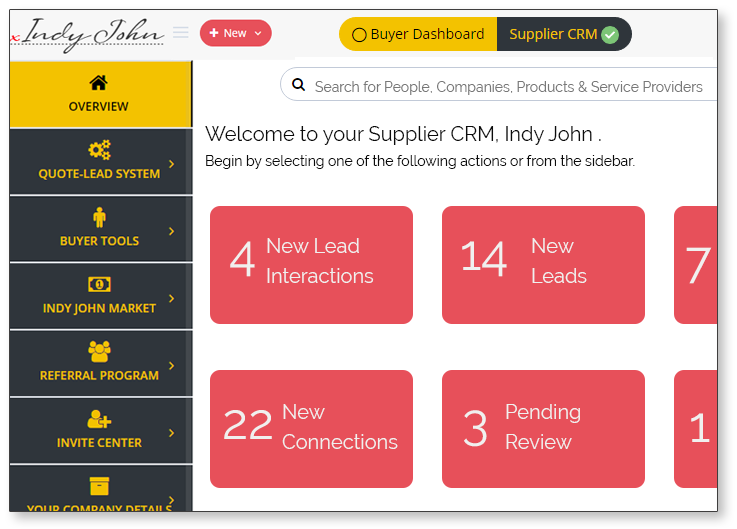 x Indy John
New
Buyer Dashboard
Supplier CRM
Search for People, Companies, Products & Service Providers
OVERVIEW
QUOTE-LEAD SYSTEM
BUYER TOOLS
INDY JOHN MARKET
REFERRAL PROGRAM
INVITE CENTER
YOUR COMPANY DETAILS
Welcome to your Supplier CRM, Indy John .
Begin by selecting one of the following actions or from the sidebar.
4 New Lead
Interactions
14 New
Leads
7
22 New
Connections
3 Pending
Review
1